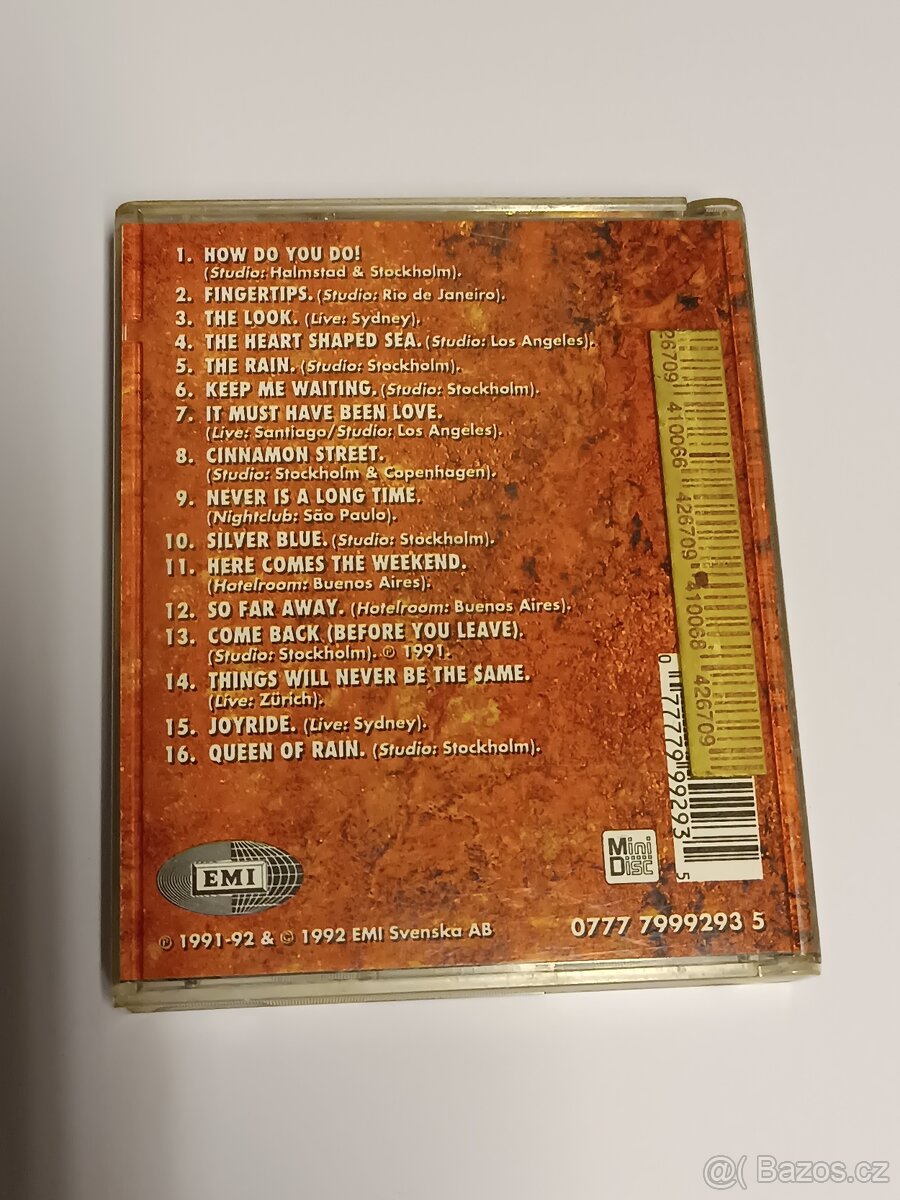 1. HOW DO YOU DO!
(Studio: Halmstad & Stockholm).
2. FINGERTIPS. (Studio: Rio de Janeiro).
3. THE LOOK. (Live: Sydney).
4. THE HEART SHAPED SEA. (Studio: Los Angeles).
5. THE RAIN. (Studio: Stockholm).
6. KEEP ME WAITING. (Studio: Stockholm).
7. IT MUST HAVE BEEN LOVE.
(Live: Santiago/Studio: Los Angeles).
8. CINNAMON STREET.
(Studio: Stockholm & Copenhagen).
9. NEVER IS A LONG TIME.
(Nightclub: São Paulo).
10. SILVER BLUE. (Studio: Stockholm).
11. HERE COMES THE WEEKEND.
(Hotelroom: Buenos Aires).
12. SO FAR AWAY. (Hotelroom: Buenos Aires).
13. COME BACK (BEFORE YOU LEAVE).
(Studio: Stockholm). ℗ 1991.
14. THINGS WILL NEVER BE THE SAME.
(Live: Zürich).
15. JOYRIDE. (Live: Sydney).
16. QUEEN OF RAIN. (Studio: Stockholm).
26709 410066 426709 410068 426709
0 77779 99293 5
EMI
Mini Disc
℗ 1991-92 & © 1992 EMI Svenska AB
0777 7999293 5
@( Bazos.cz